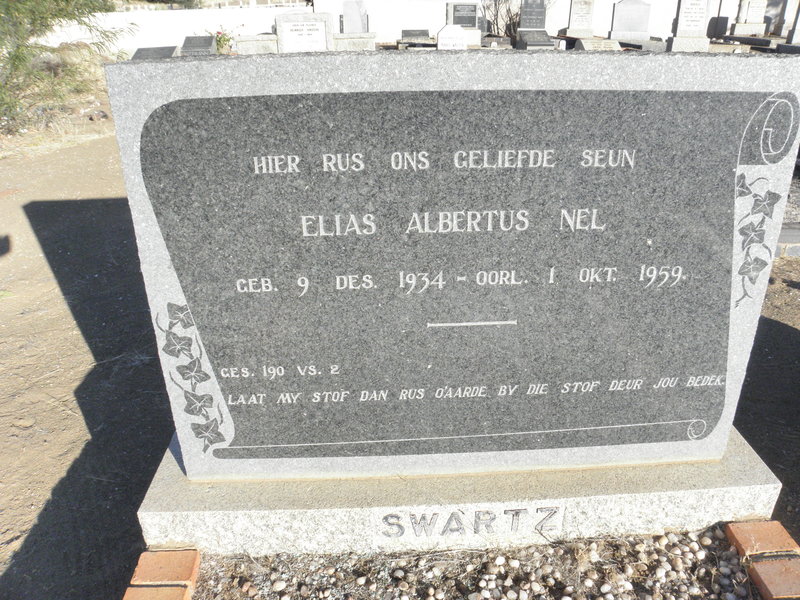 HIER RUS ONS GELIEFDE SEUN
ELIAS ALBERTUS NEL
GEB. 9 DES. 1934 - OORL. 1 OKT. 1959.
GES. 190 VS. 2
LAAT MY STOF DAN RUS O'AARDE, BY DIE STOF DEUR JOU BEDEK.
SWARTZ